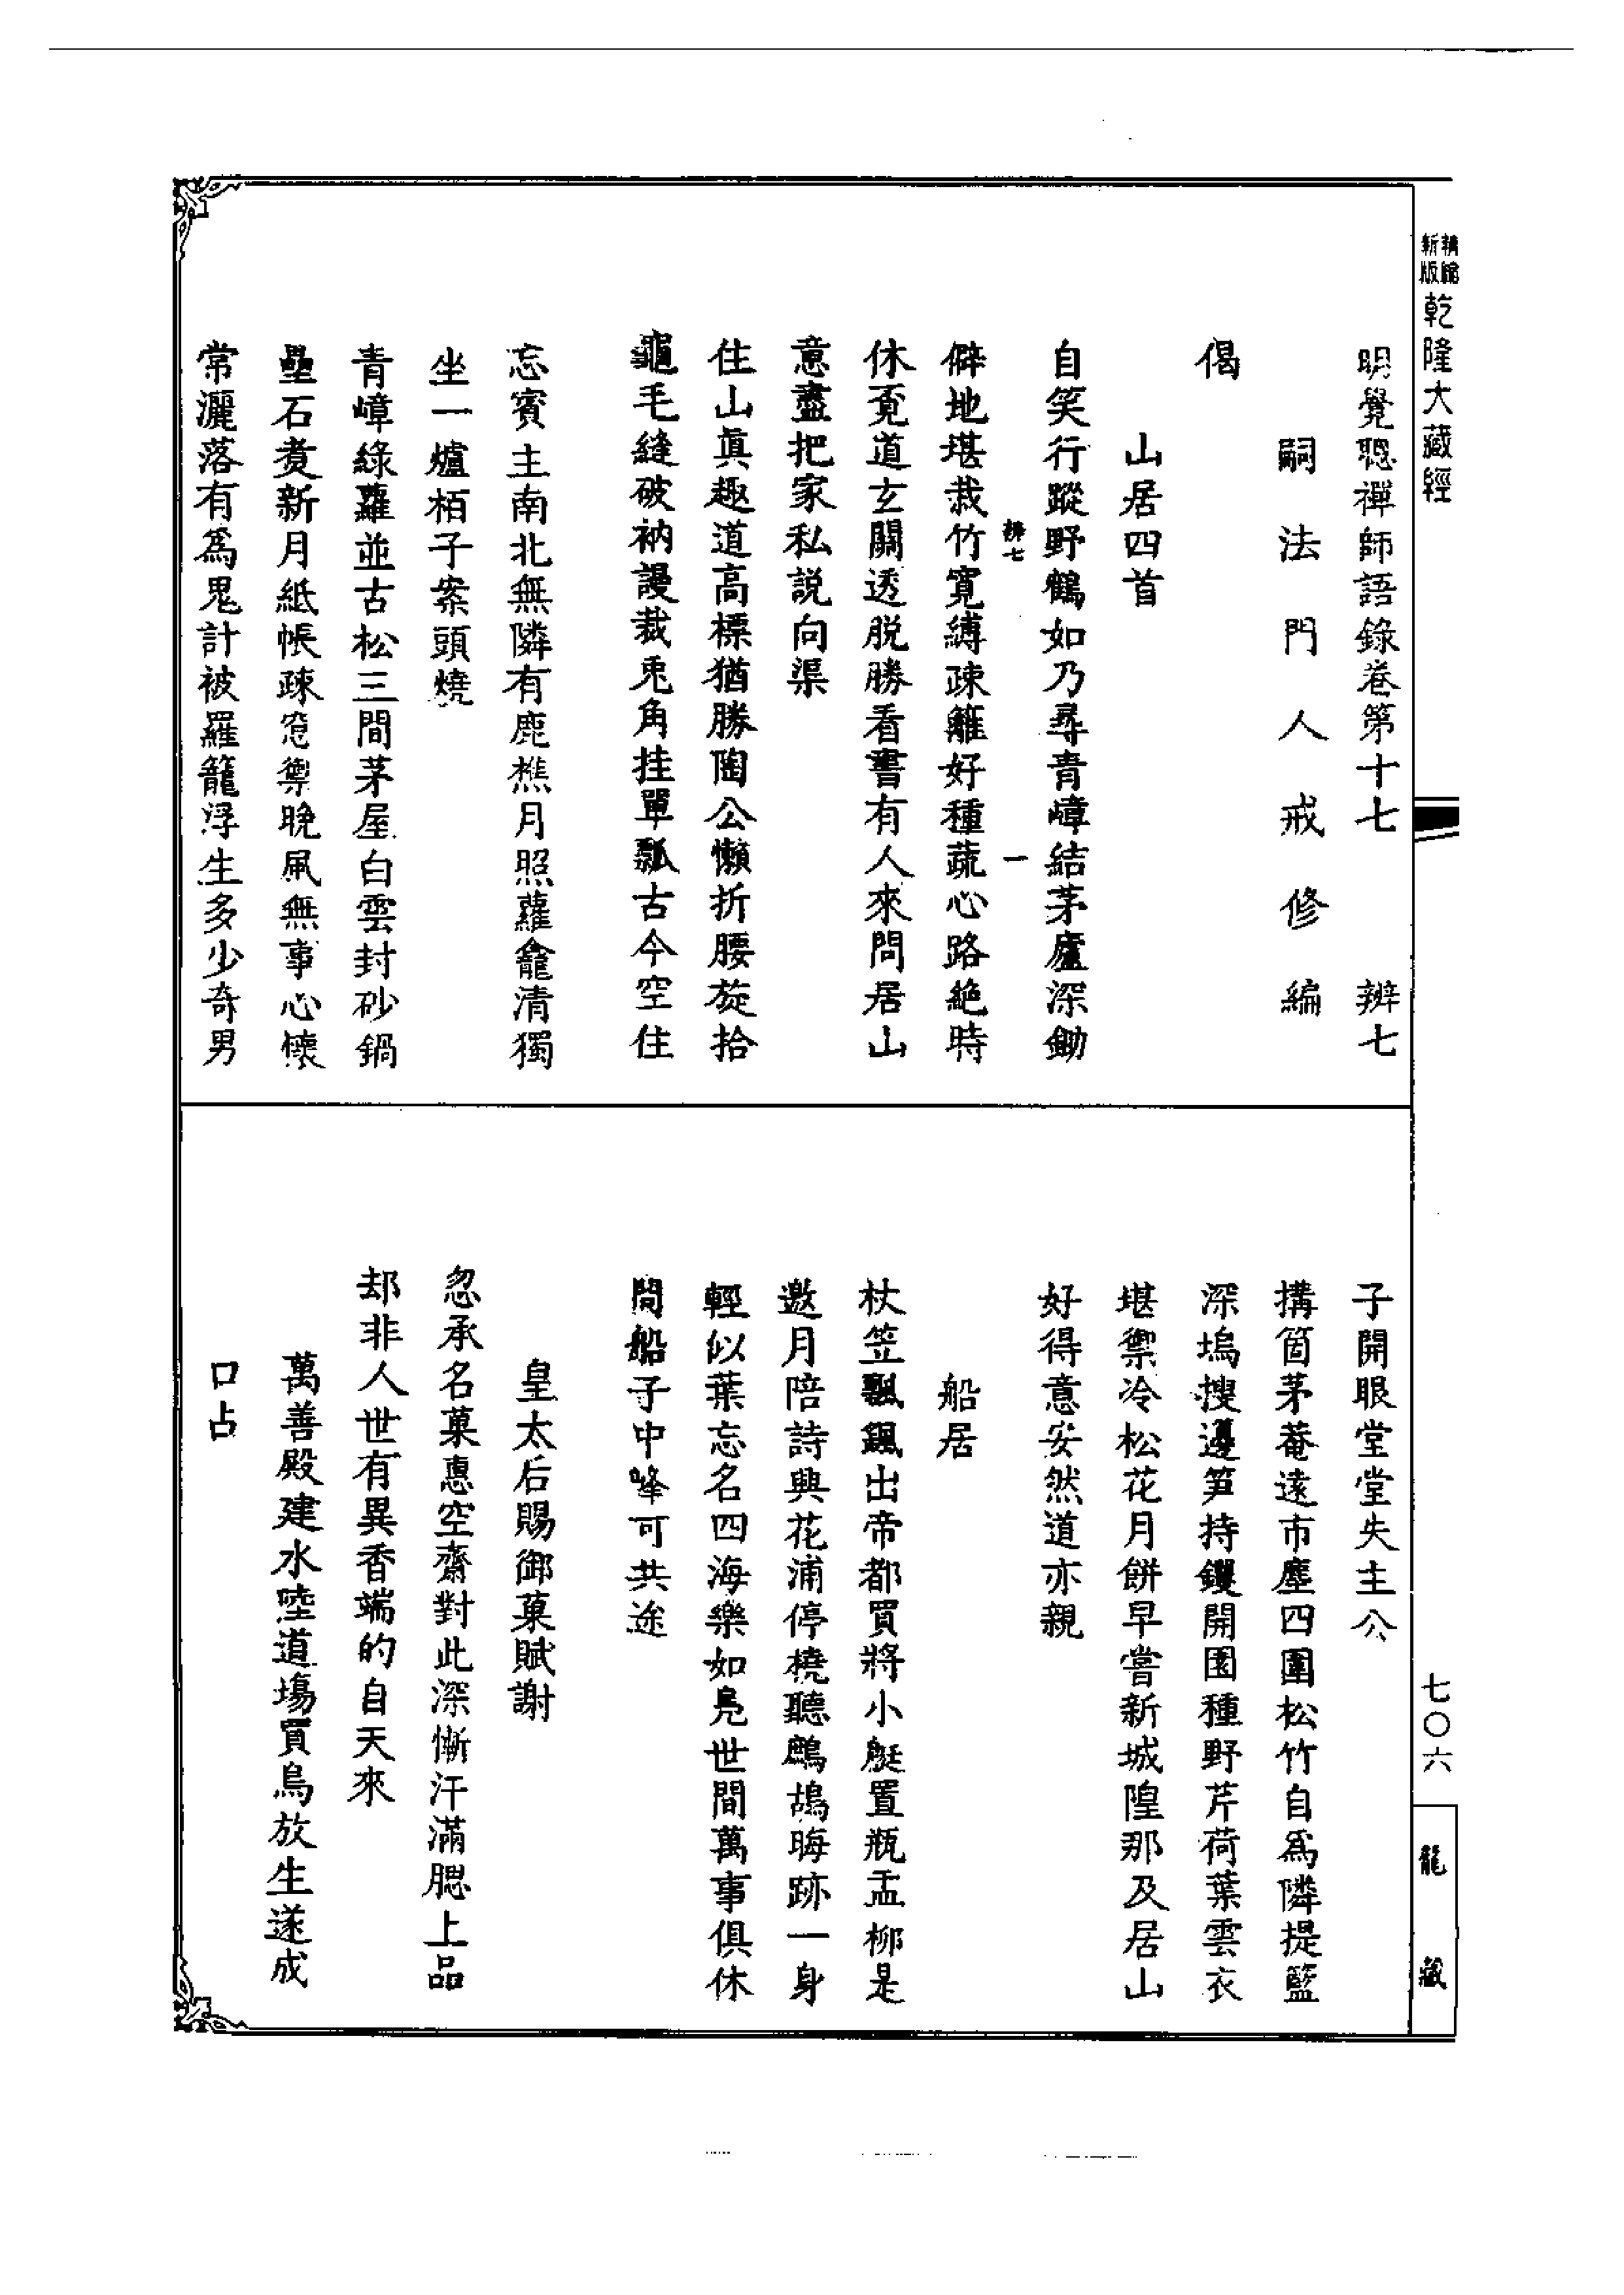 新版
乾隆大藏經
明覺聰禪師語錄卷第十七　辨七
嗣法門人戒修編
偈
山居四首
自笑行蹤野鶴如乃尋青嶂結茅廬深鋤
辨七　一
僻地堪栽竹寬縛疎籬好種蔬心路絕時
休覓道玄關透脫勝看書有人來問居山
意盡把家私說向渠
住山真趣道高標猶勝陶公懶折腰旋拾
龜毛縫破衲謾裁兎角挂單瓢古今空住
忘賓主南北無隣有鹿樵月照蘿龕清獨
坐一爐栢子案頭燒
青嶂綠蘿並古松三間茅屋白雲封砂鍋
壘石煑新月紙帳疎窓禦晚風無事心懷
常灑落有為鬼計被羅籠浮生多少奇男
子開眼堂堂失主公
搆箇茅菴遠市塵四圍松竹自為隣提籃
深塢搜邊笋持钁開園種野芹荷葉雲衣
堪禦冷松花月餅早嘗新城隍那及居山
好得意安然道亦親
船居
杖笠飄飄出帝都買將小艇置瓶盂柳是
邀月陪詩興花浦停橈聽鷓鴣晦跡一身
輕似葉忘名四海樂如鳧世間萬事俱休
問船子中峰可共途
皇太后賜御菓賦謝
忽承名菓惠空齋對此深慚汗滿腮上品
却非人世有異香端的自天來
萬善殿建水陸道場買鳥放生遂成
口占
七〇六
龍藏